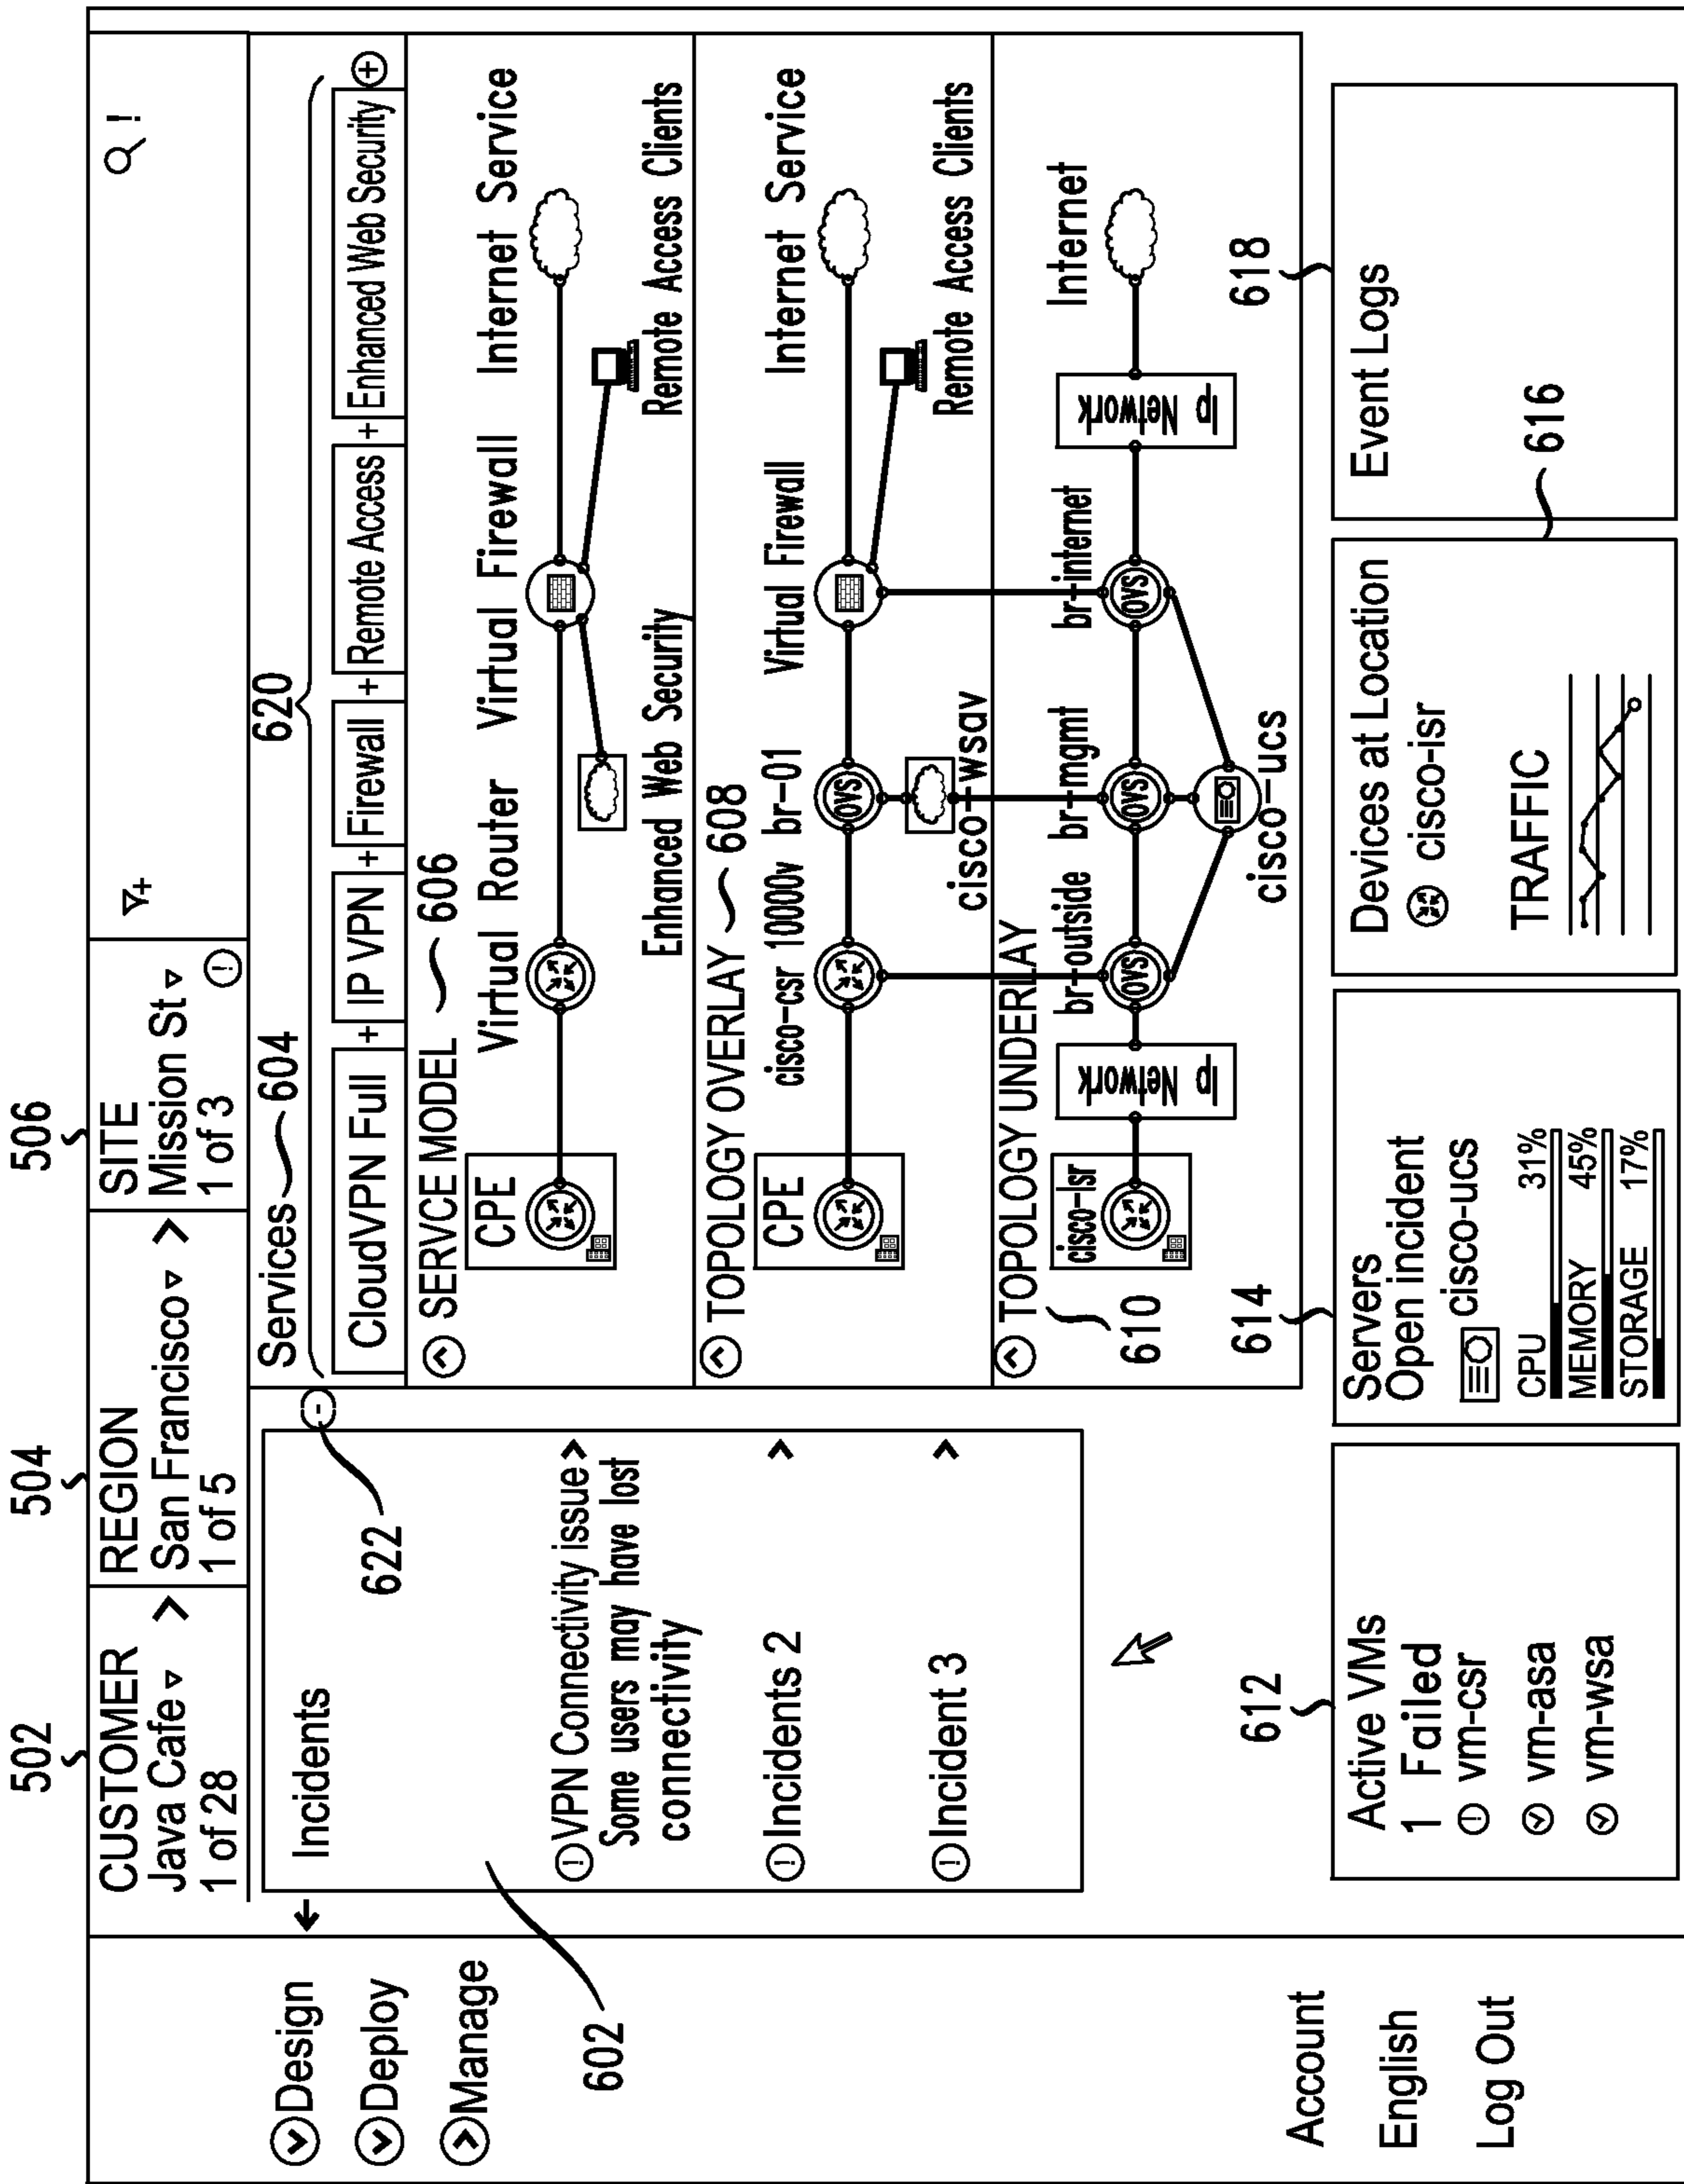 502
504
506
CUSTOMER
Java Cafe
1 of 28
REGION
San Francisco
1 of 5
SITE
Mission St
1 of 3
Design
Deploy
Manage
Account
English
Log Out
602
Incidents
622
VPN Connectivity issue
Some users may have lost
connectivity
Incidents 2
Incident 3
Services
604
620
CloudVPN Full + IP VPN + Firewall + Remote Access + Enhanced Web Security
SERVCE MODEL
606
CPE
Virtual Router
Virtual Firewall
Internet Service
Enhanced Web Security
Remote Access Clients
TOPOLOGY OVERLAY
608
CPE
cisco-csr 10000v
br-01
Virtual Firewall
Internet Service
cisco-wsav
Remote Access Clients
TOPOLOGY UNDERLAY
610
cisco-isr
Ip Network
br-outside
br-mgmt
br-internet
Ip Network
Internet
OVS
OVS
OVS
OVS
cisco-ucs
612
Active VMs
1 Failed
vm-csr
vm-asa
vm-wsa
614
Servers
Open incident
cisco-ucs
CPU 31%
MEMORY 45%
STORAGE 17%
616
Devices at Location
cisco-isr
TRAFFIC
618
Event Logs